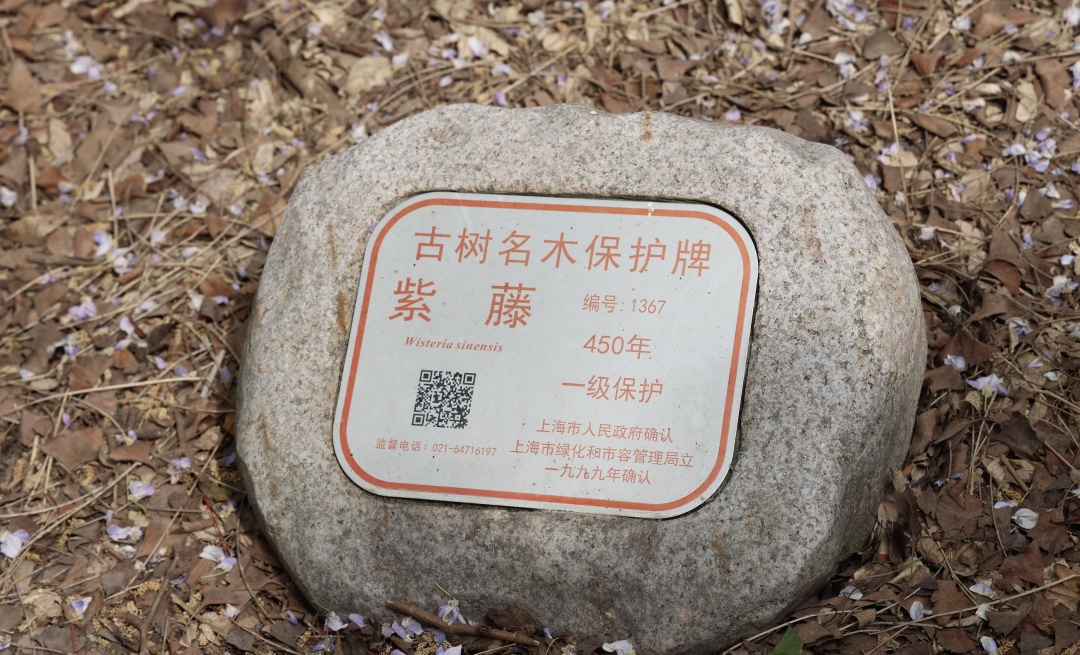 古树名木保护牌
紫 藤
编号:1367
Wisteria sinensis
450年
一级保护
监督电话:021-64716197
上海市人民政府确认
上海市绿化和市容管理局立
一九九九年确认